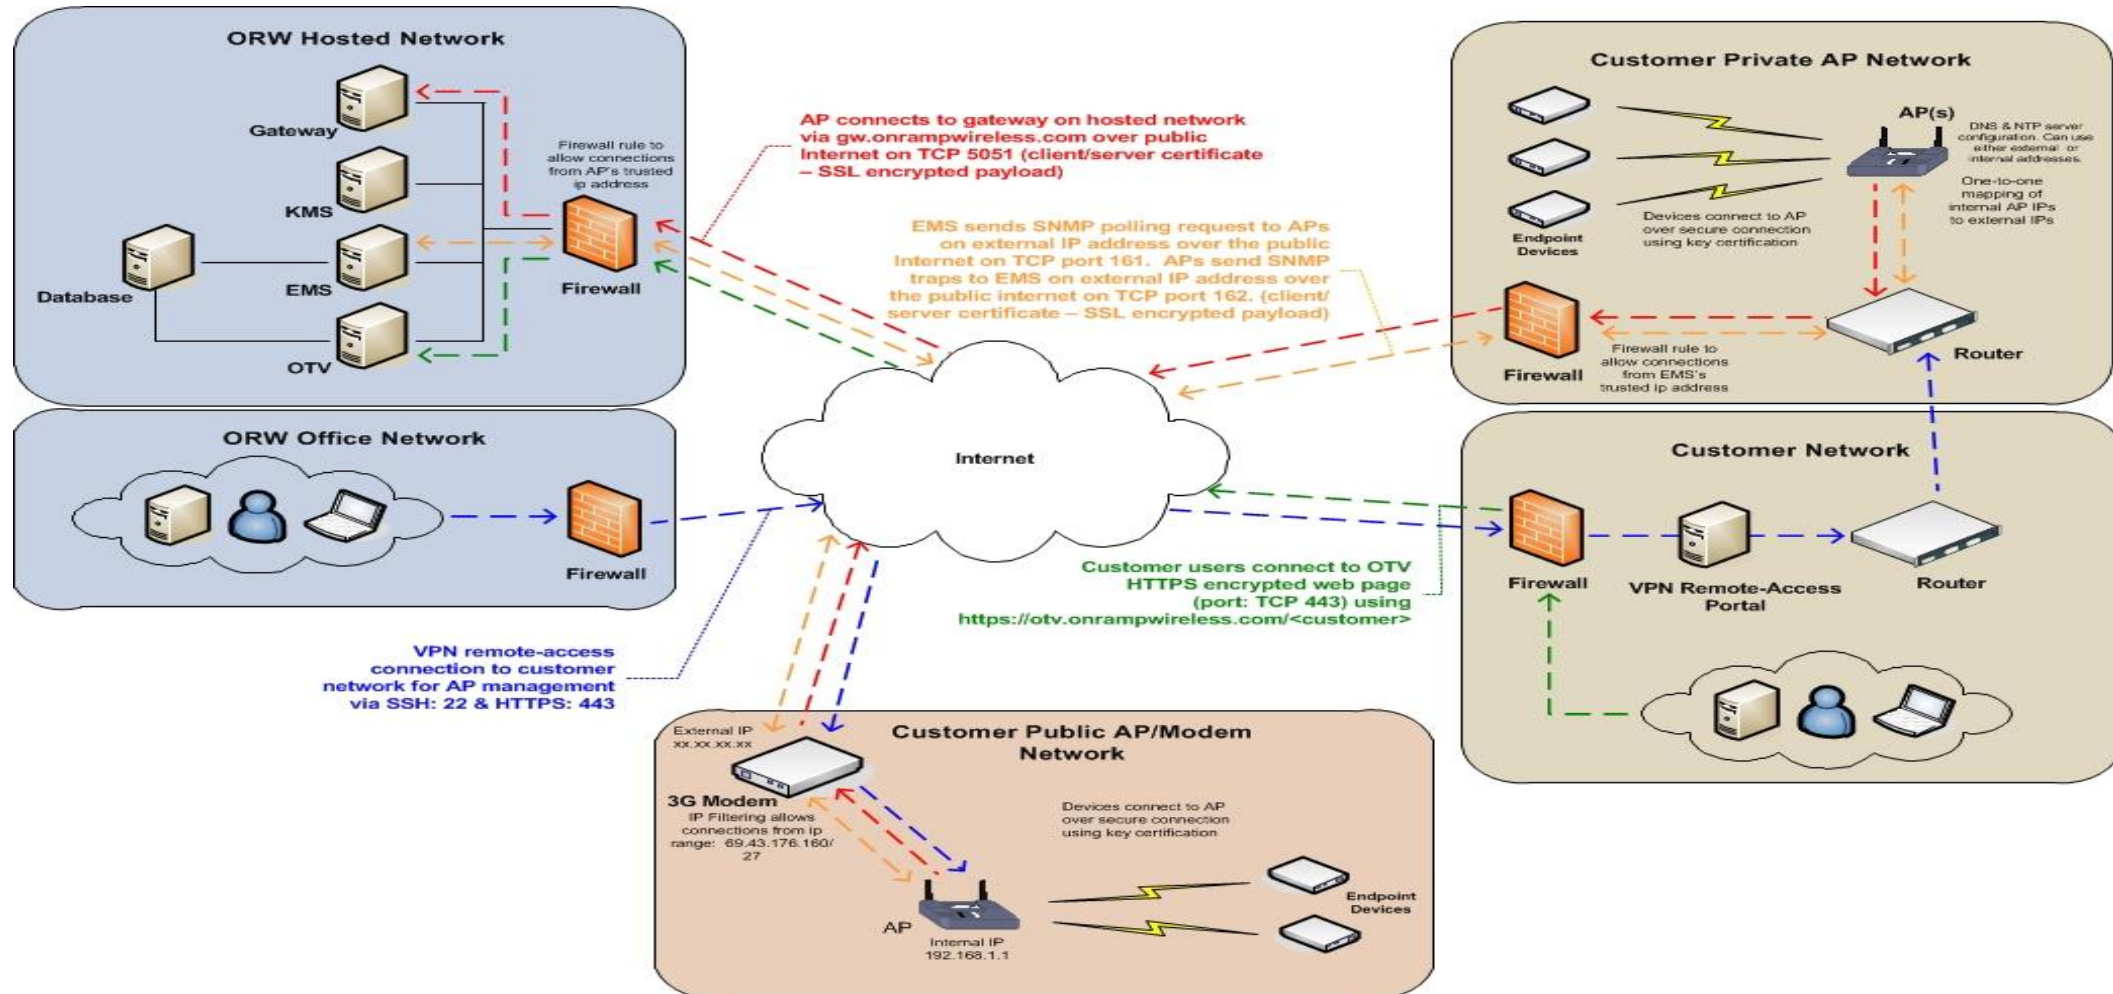 ORW Hosted Network
Gateway
KMS
EMS
OTV
Database
Firewall rule to
allow connections
from AP's trusted
ip address
Firewall
AP connects to gateway on hosted network
via gw.onrampwireless.com over public
Internet on TCP 5051 (client/server certificate
– SSL encrypted payload)
EMS sends SNMP polling request to APs
on external IP address over the public
Internet on TCP port 161. APs send SNMP
traps to EMS on external IP address over
the public internet on TCP port 162. (client/
server certificate – SSL encrypted payload)
Customer Private AP Network
AP(s)
DNS & NTP server
configuration. Can use
either external or
internal addresses.
One-to-one
mapping of
internal AP IPs
to external IPs
Endpoint
Devices
Devices connect to AP
over secure connection
using key certification
Firewall
Firewall rule to
allow connections
from EMS's
trusted ip address
Router
ORW Office Network
Firewall
Internet
Customer Network
Firewall
VPN Remote-Access
Portal
Router
Customer users connect to OTV
HTTPS encrypted web page
(port: TCP 443) using
https://otv.onrampwireless.com/<customer>
VPN remote-access
connection to customer
network for AP management
via SSH: 22 & HTTPS: 443
Customer Public AP/Modem
Network
External IP
xx.xx.xx.xx
3G Modem
IP Filtering allows
connections from ip
range: 69.43.176.160/
27
Devices connect to AP
over secure connection
using key certification
AP
Internal IP
192.168.1.1
Endpoint
Devices